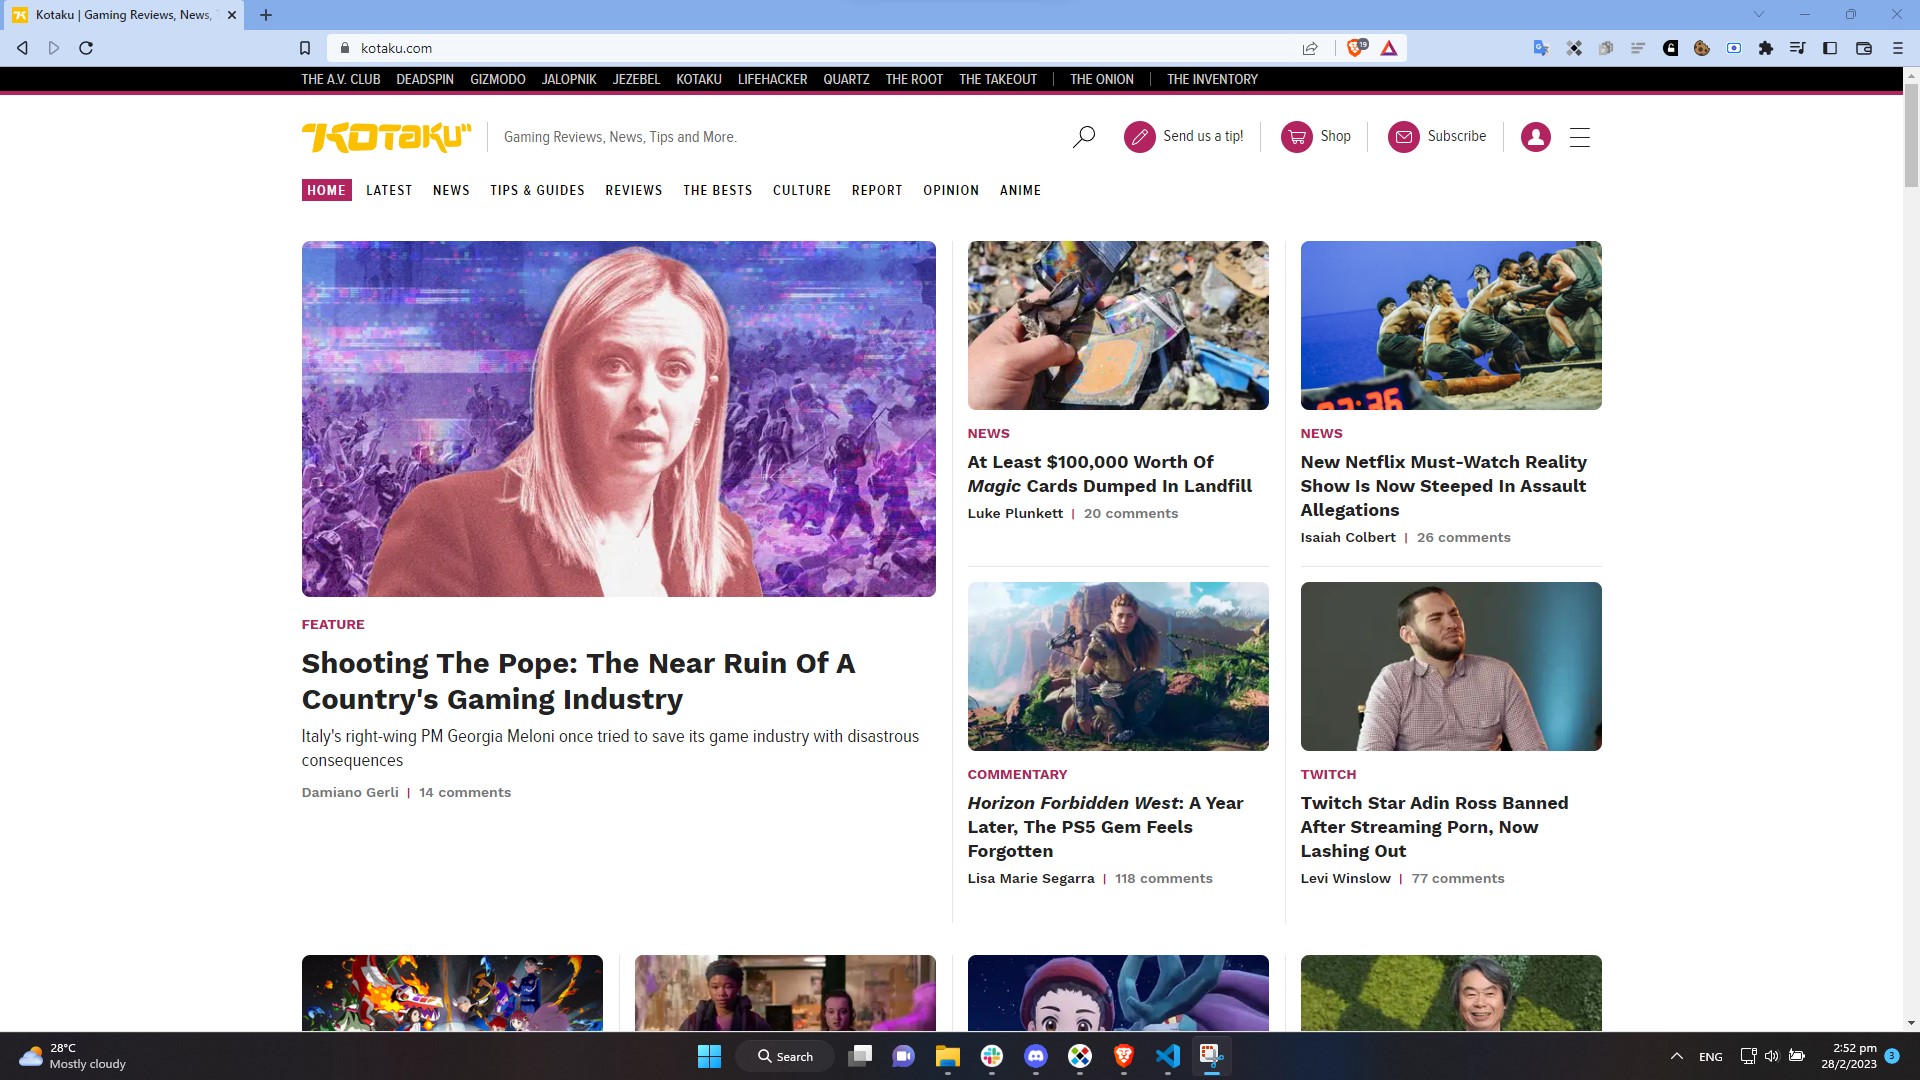 Kotaku | Gaming Reviews, News,
kotaku.com
19
THE A.V. CLUB DEADSPIN GIZMODO JALOPNIK JEZEBEL KOTAKU LIFEHACKER QUARTZ THE ROOT THE TAKEOUT | THE ONION | THE INVENTORY
KOTAKU
Gaming Reviews, News, Tips and More.
Send us a tip!
Shop
Subscribe
HOME LATEST NEWS TIPS & GUIDES REVIEWS THE BESTS CULTURE REPORT OPINION ANIME
FEATURE
Shooting The Pope: The Near Ruin Of A
Country's Gaming Industry
Italy's right-wing PM Georgia Meloni once tried to save its game industry with disastrous
consequences
Damiano Gerli | 14 comments
NEWS
At Least $100,000 Worth Of
Magic Cards Dumped In Landfill
Luke Plunkett | 20 comments
03:36
NEWS
New Netflix Must-Watch Reality
Show Is Now Steeped In Assault
Allegations
Isaiah Colbert | 26 comments
COMMENTARY
Horizon Forbidden West: A Year
Later, The PS5 Gem Feels
Forgotten
Lisa Marie Segarra | 118 comments
TWITCH
Twitch Star Adin Ross Banned
After Streaming Porn, Now
Lashing Out
Levi Winslow | 77 comments
28°C
Mostly cloudy
Search
ENG
2:52 pm
28/2/2023
3